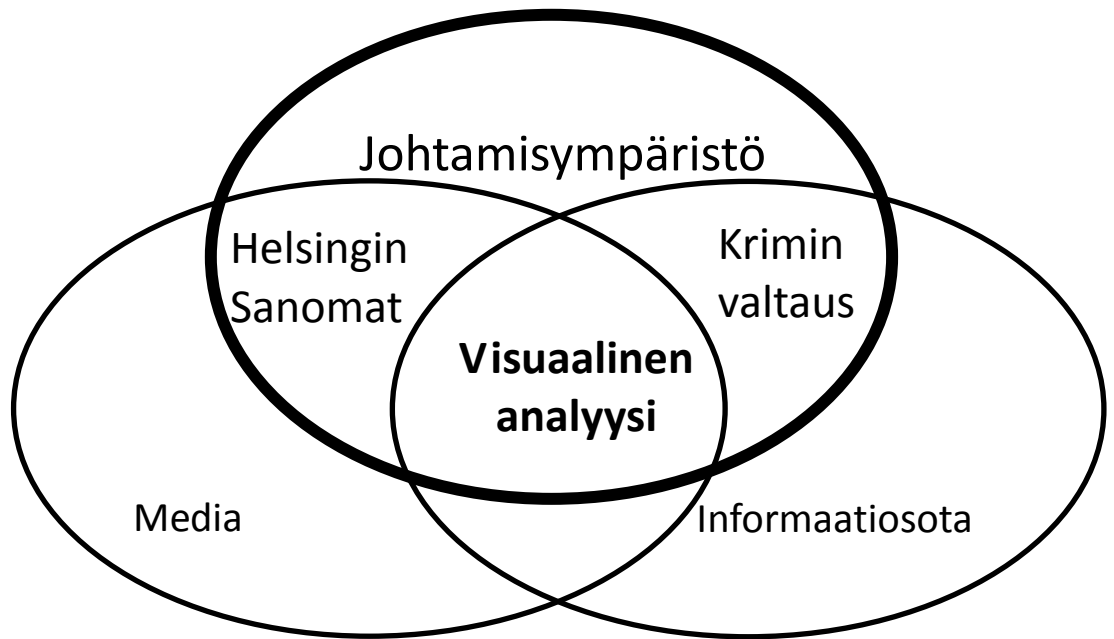 Johtamisympäristö
Helsingin
Sanomat
Krimin
valtaus
Visuaalinen
analyysi
Media
Informaatiosota